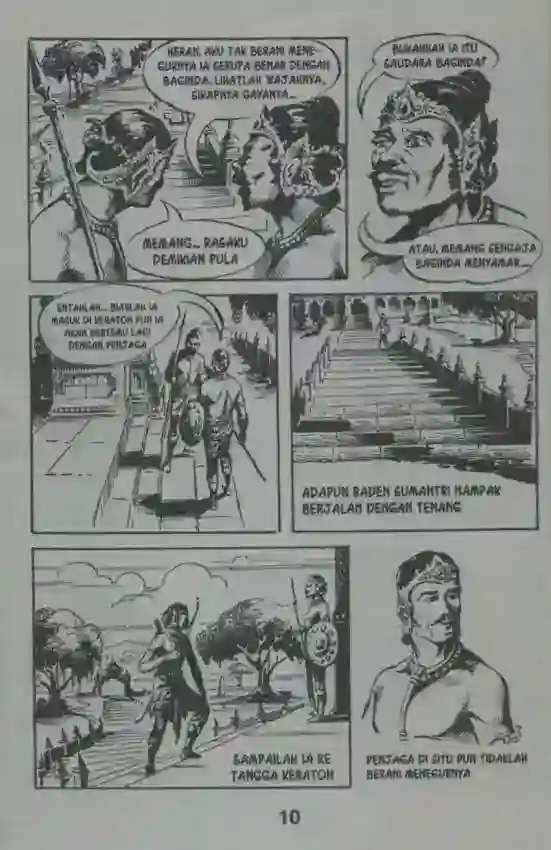 HERAN, AKU TAK BERANI MENE-
GURNYA IA SERUPA BENAR DENGAN
BAGINDA. LIHATLAH WAJAHNYA,
SIKAPNYA GAYANYA...
MEMANG... RASAKU
DEMIKIAN PULA
BUKANKAH IA ITU
SAUDARA BAGINDA?
ATAU, MEMANG SENGAJA
BAGINDA MENYAMAR....
ENTAHLAH... BIARLAH IA
MASUK DI KERATON PUN IA
AKAN BERTEMU LAGI
DENGAN PENJAGA
ADAPUN RADEN SUMANTRI NAMPAK
BERJALAN DENGAN TENANG
SAMPAILAH IA KE
TANGGA KERATON
PENJAGA DI SITU PUN TIDAKLAH
BERANI MENEGURNYA
10